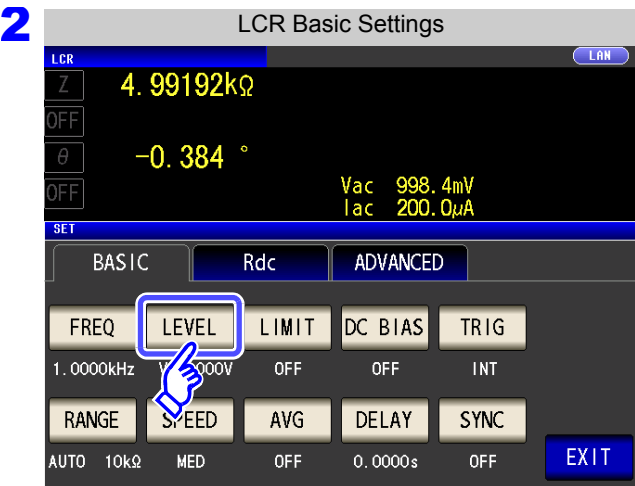 2
LCR Basic Settings
LCR
LAN
Z 4.99192kΩ
OFF
θ -0.384 °
OFF
Vac 998.4mV
Iac 200.0µA
SET
BASIC Rdc ADVANCED
FREQ LEVEL LIMIT DC BIAS TRIG
1.0000kHz OFF OFF INT
RANGE SPEED AVG DELAY SYNC
AUTO 10kΩ MED OFF 0.0000s OFF
EXIT